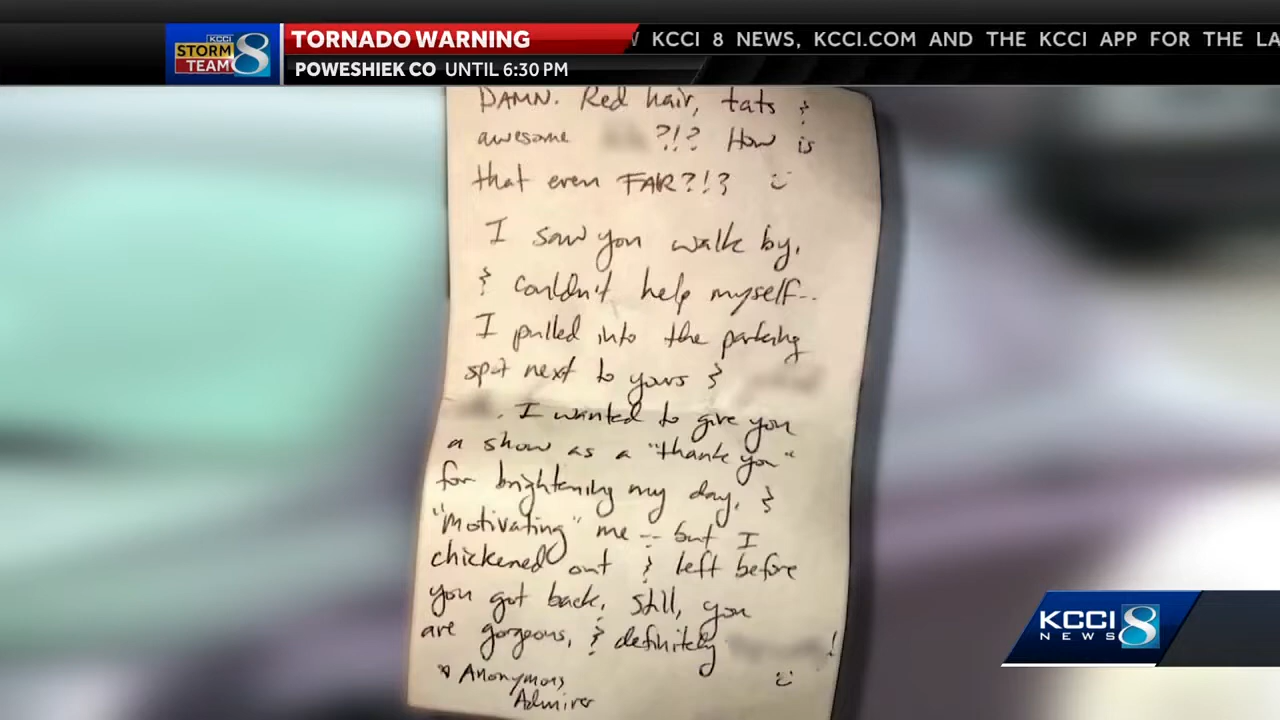 KCCI
STORM
TEAM 8
TORNADO WARNING
KCCI 8 NEWS, KCCI.COM AND THE KCCI APP FOR THE LA
POWESHIEK CO UNTIL 6:30 PM
DAMN. Red hair, tats &
awesome ?!? How is
that even FAIR?!? :)
I saw you walk by,
& couldn't help myself--
I pulled into the parking
spot next to yours &
. I wanted to give you
a show as a "thank you"
for brightening my day, &
"motivating" me -- but I
chickened out & left before
you got back. Still, you
are gorgeous, & definitely !
Anonymous :)
Admirer
KCCI 8
NEWS